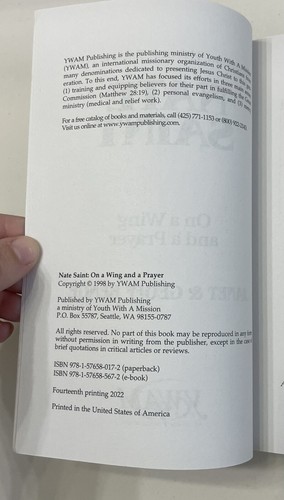 YWAM Publishing is the publishing ministry of Youth With A
(YWAM), an international missionary organization of Christians
many denominations dedicated to presenting Jesus Christ to this
eration. To this end, YWAM has focused its efforts in three main
(1) training and equipping believers for their part in fulfilling the
Commission (Matthew 28:19), (2) personal evangelism, and (3)
ministry (medical and relief work).
For a free catalog of books and materials, call (425) 771-1153 or (800)
Visit us online at www.ywampublishing.com.
Nate Saint: On a Wing and a Prayer
Copyright © 1998 by YWAM Publishing
Published by YWAM Publishing
a ministry of Youth With A Mission
P.O. Box 55787, Seattle, WA 98155-0787
All rights reserved. No part of this book may be reproduced in any
without permission in writing from the publisher, except in the
brief quotations in critical articles or reviews.
ISBN 978-1-57658-017-2 (paperback)
ISBN 978-1-57658-567-2 (e-book)
Fourteenth printing 2022
Printed in the United States of America